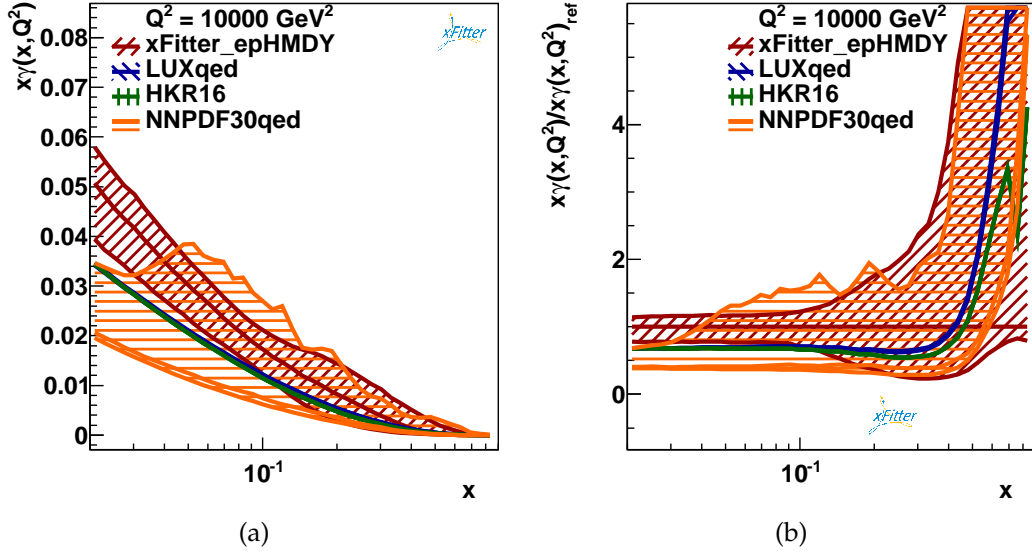 Q² = 10000 GeV²
xFitter_epHMDY
LUXqed
HKR16
NNPDF30qed
xFitter
xγ(x,Q²)
0.08
0.07
0.06
0.05
0.04
0.03
0.02
0.01
0
10⁻¹
x
(a)
Q² = 10000 GeV²
xFitter_epHMDY
LUXqed
HKR16
NNPDF30qed
xγ(x,Q²)/xγ(x,Q²)ref
4
2
0
xFitter
10⁻¹
x
(b)